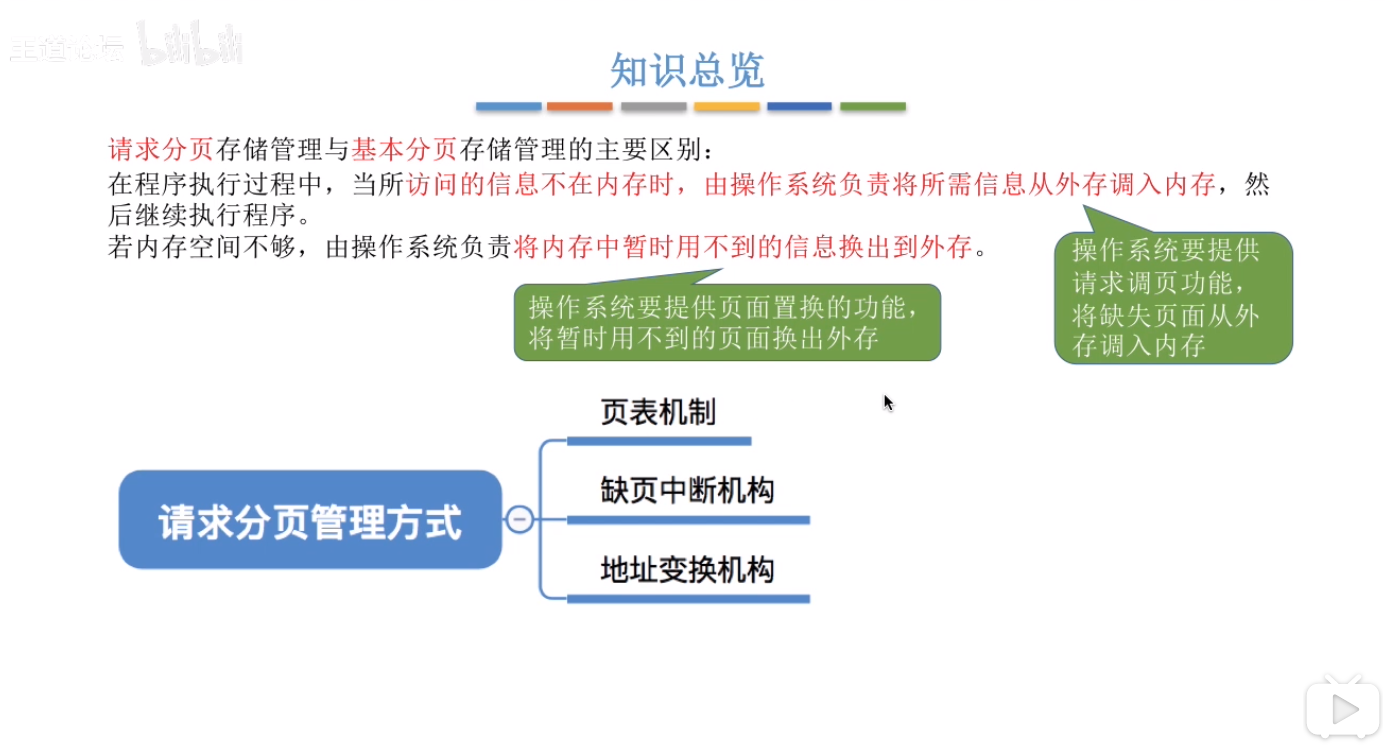 王道论坛 bilibili
知识总览
请求分页存储管理与基本分页存储管理的主要区别：
在程序执行过程中，当所访问的信息不在内存时，由操作系统负责将所需信息从外存调入内存，然
后继续执行程序。
若内存空间不够，由操作系统负责将内存中暂时用不到的信息换出到外存。
操作系统要提供
请求调页功能，
将缺失页面从外
存调入内存
操作系统要提供页面置换的功能，
将暂时用不到的页面换出外存
页表机制
缺页中断机构
请求分页管理方式
地址变换机构